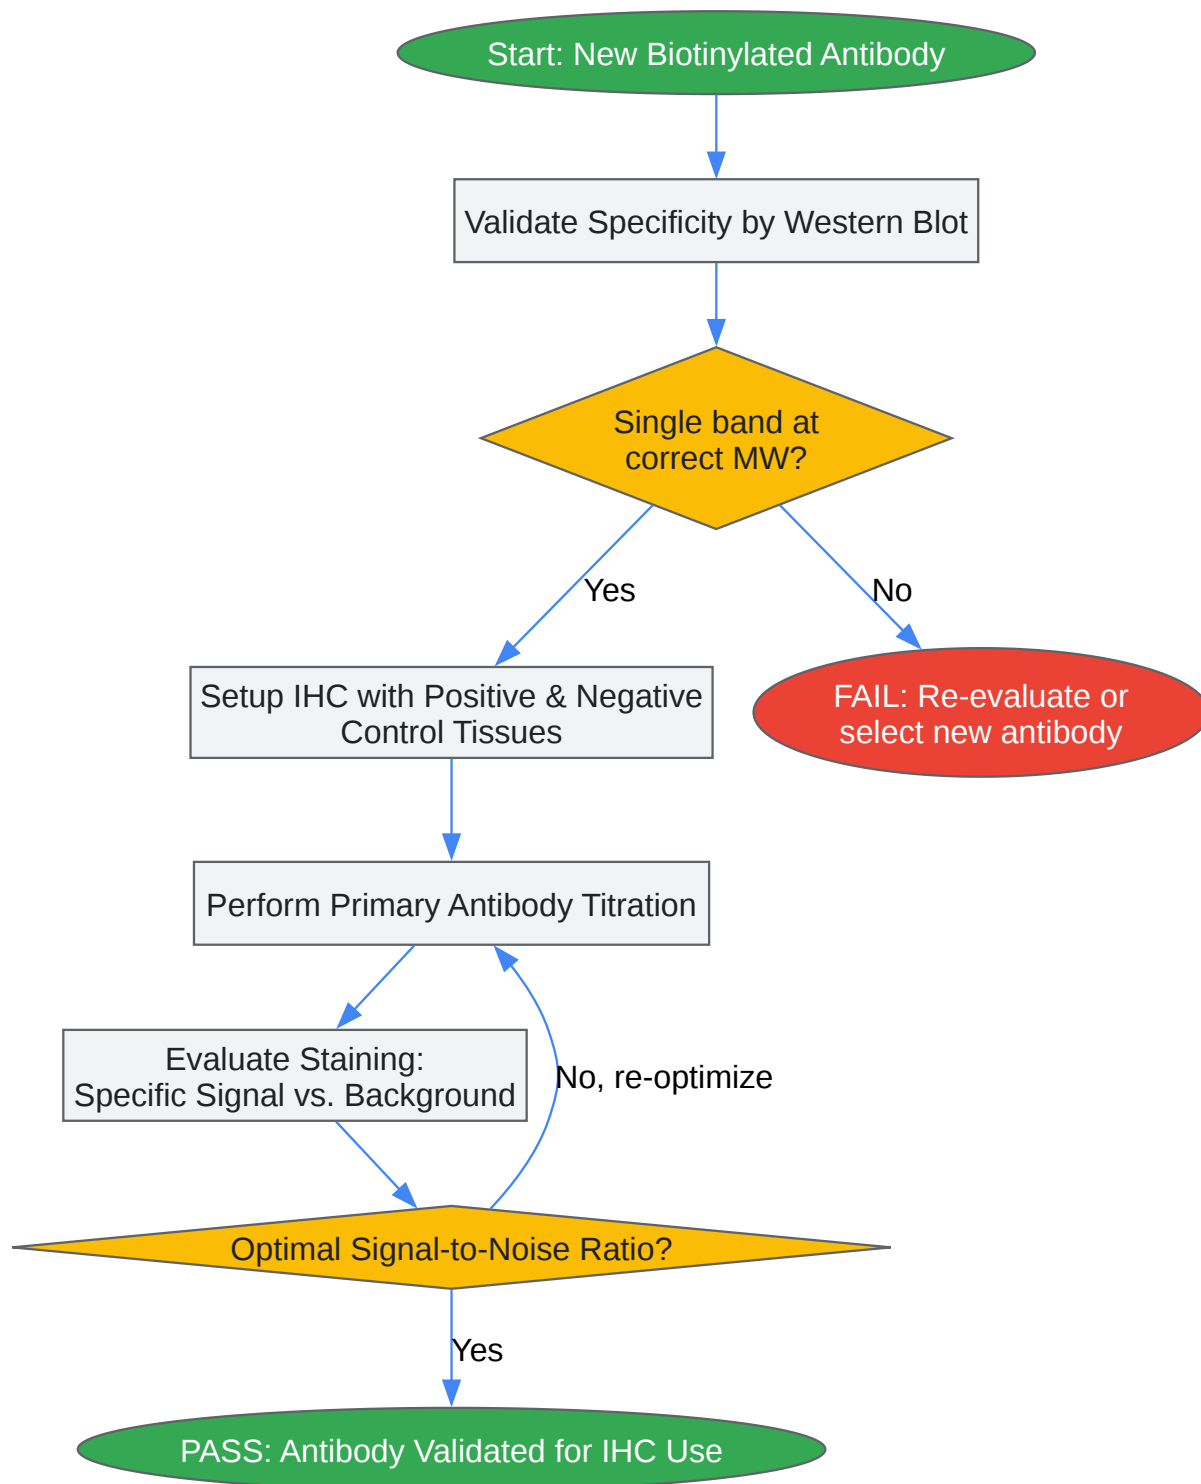 Start: New Biotinylated Antibody
Validate Specificity by Western Blot
Single band at
correct MW?
Yes
No
Setup IHC with Positive & Negative
Control Tissues
FAIL: Re-evaluate or
select new antibody
Perform Primary Antibody Titration
Evaluate Staining:
Specific Signal vs. Background
No, re-optimize
Optimal Signal-to-Noise Ratio?
Yes
PASS: Antibody Validated for IHC Use